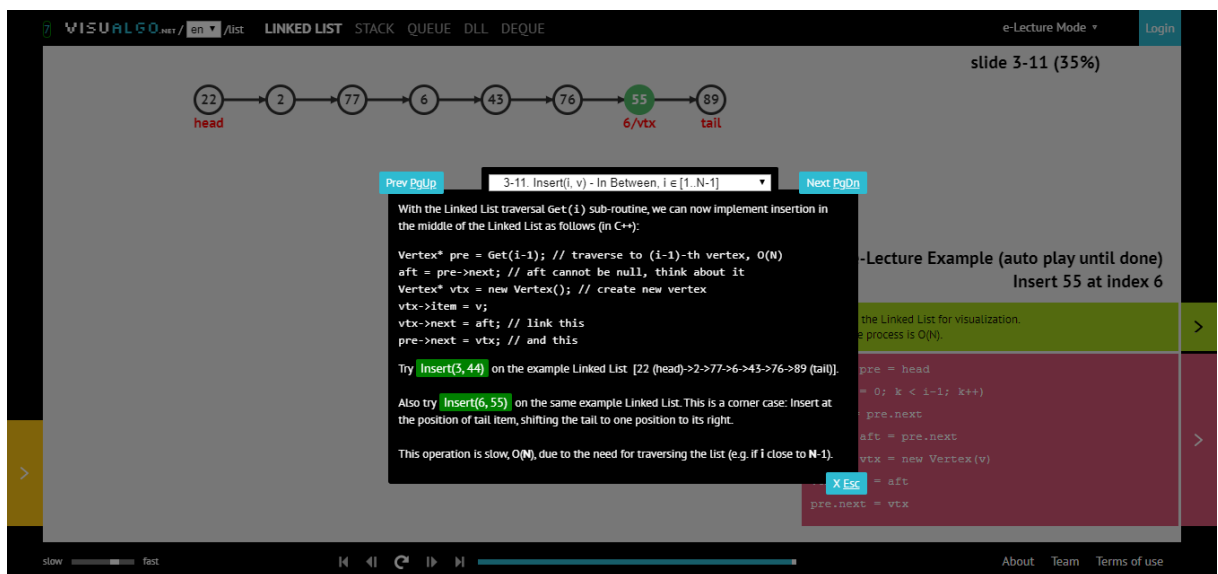 7 VISUALGO.NET / en /list LINKED LIST STACK QUEUE DLL DEQUE e-Lecture Mode Login
slide 3-11 (35%)
22 2 77 6 43 76 55 89
head 6/vtx tail
Prev PgUp 3-11. Insert(i, v) - In Between, i ∈ [1..N-1] Next PgDn
With the Linked List traversal Get(i) sub-routine, we can now implement insertion in
the middle of the Linked List as follows (in C++):
Vertex* pre = Get(i-1); // traverse to (i-1)-th vertex, O(N)
aft = pre->next; // aft cannot be null, think about it
Vertex* vtx = new Vertex(); // create new vertex
vtx->item = v;
vtx->next = aft; // link this
pre->next = vtx; // and this
Try Insert(3, 44) on the example Linked List [22 (head)->2->77->6->43->76->89 (tail)].
Also try Insert(6, 55) on the same example Linked List. This is a corner case: Insert at
the position of tail item, shifting the tail to one position to its right.
This operation is slow, O(N), due to the need for traversing the list (e.g. if i close to N-1).
X Esc
-Lecture Example (auto play until done)
Insert 55 at index 6
the Linked List for visualization.
process is O(N).
pre = head
= 0; k < i-1; k++)
pre.next
aft = pre.next
vtx = new Vertex(v)
= aft
pre.next = vtx
slow fast About Team Terms of use